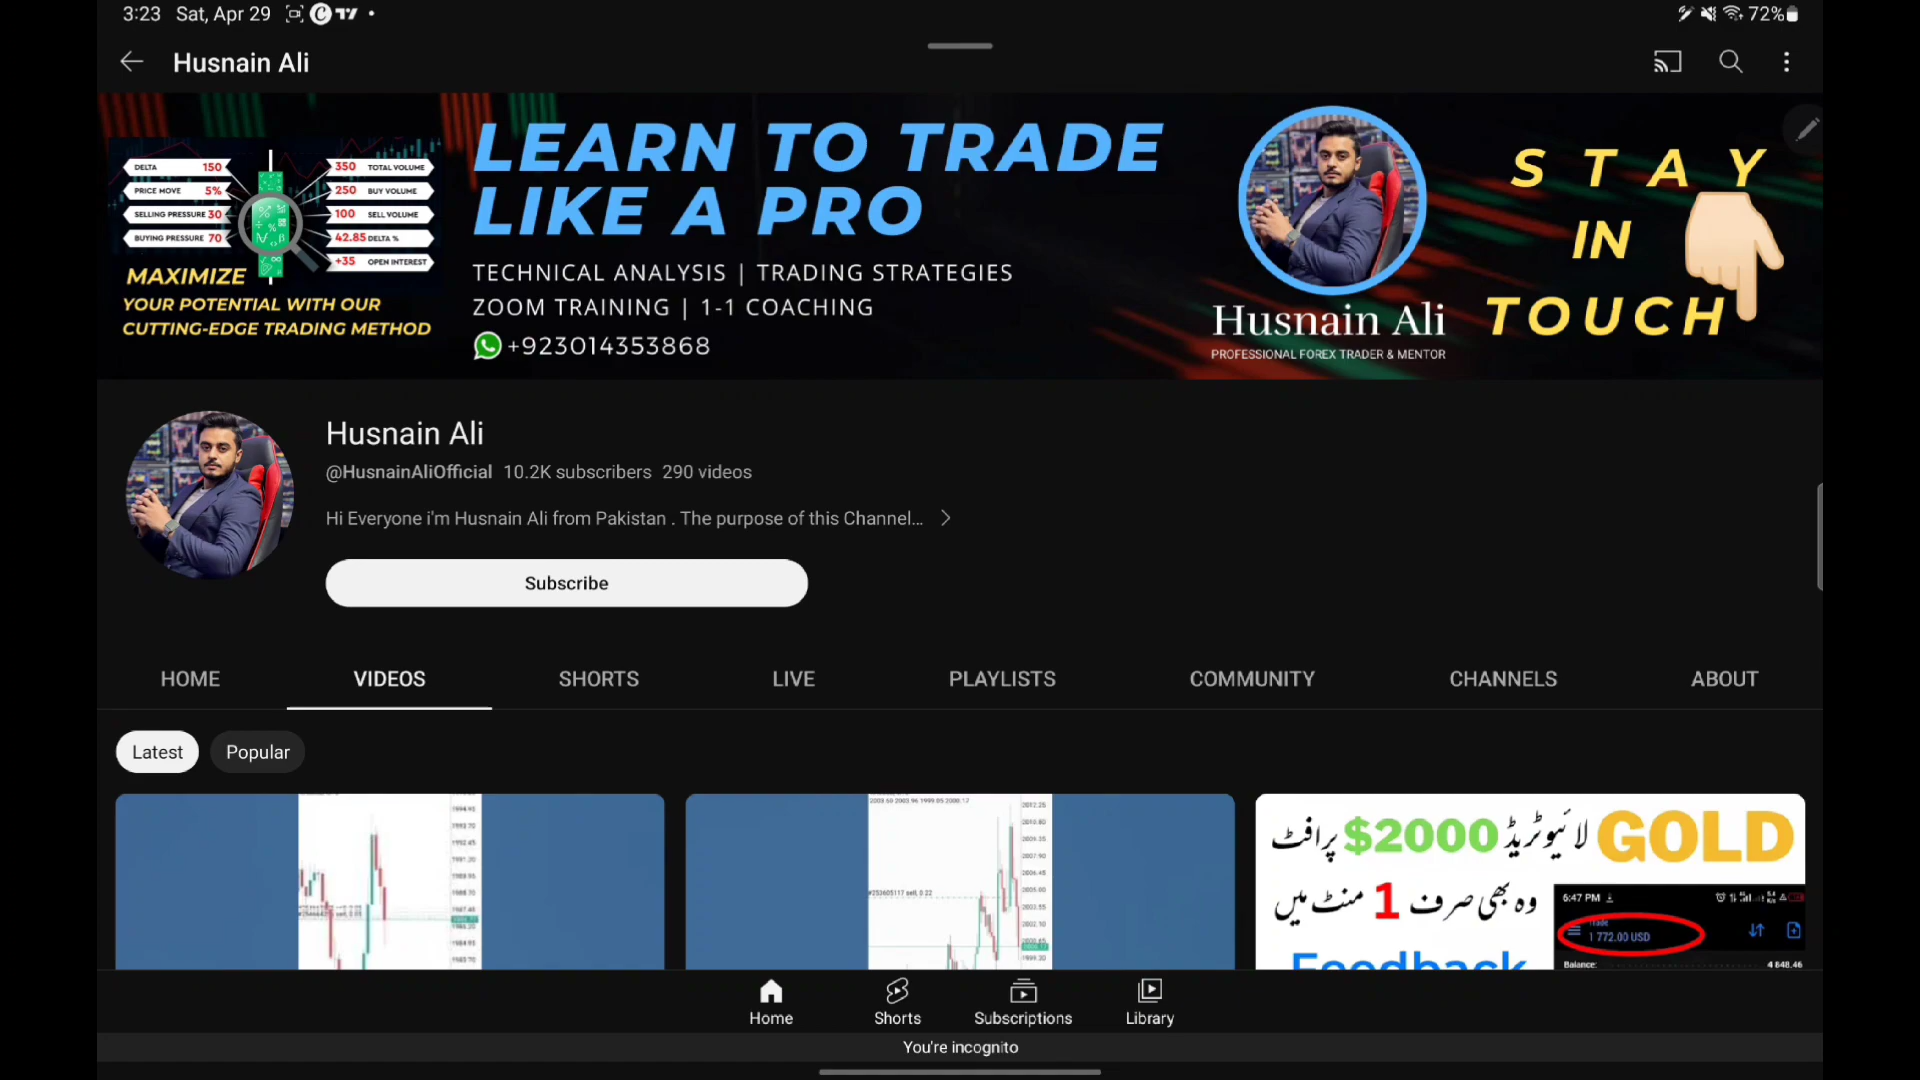 3:23 Sat, Apr 29
72%
Husnain Ali
DELTA 150
PRICE MOVE 5%
SELLING PRESSURE 30
BUYING PRESSURE 70
350 TOTAL VOLUME
250 BUY VOLUME
100 SELL VOLUME
42.85 DELTA %
+35 OPEN INTEREST
MAXIMIZE
YOUR POTENTIAL WITH OUR
CUTTING-EDGE TRADING METHOD
LEARN TO TRADE
LIKE A PRO
TECHNICAL ANALYSIS | TRADING STRATEGIES
ZOOM TRAINING | 1-1 COACHING
+923014353868
Husnain Ali
PROFESSIONAL FOREX TRADER & MENTOR
STAY
IN
TOUCH
Husnain Ali
@HusnainAliOfficial 10.2K subscribers 290 videos
Hi Everyone i'm Husnain Ali from Pakistan . The purpose of this Channel...
Subscribe
HOME VIDEOS SHORTS LIVE PLAYLISTS COMMUNITY CHANNELS ABOUT
Latest Popular
GOLD لائیو ٹریڈ $2000 پرافٹ
وہ بھی صرف 1 منٹ میں
Feedback
6:47 PM
Trade
1 772.00 USD
Balance: 4 848.46
Home Shorts Subscriptions Library
You're incognito